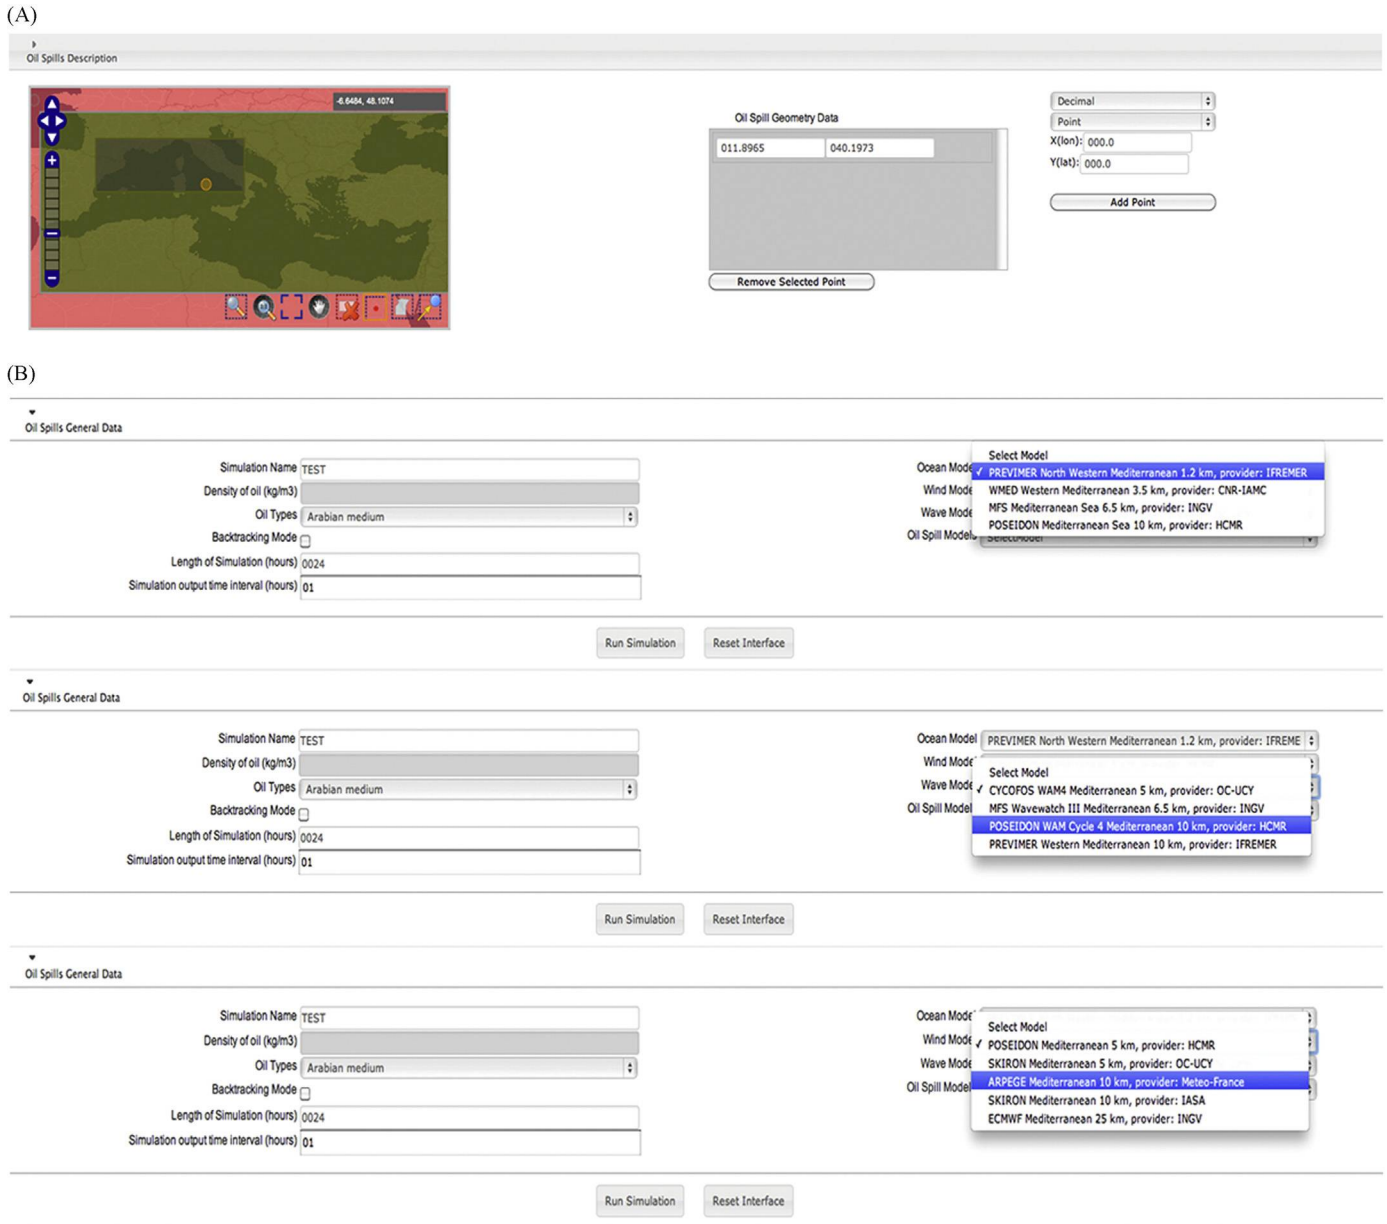 (A)
Oil Spills Description
-6.6484, 48.1074
Oil Spill Geometry Data
011.8965 040.1973
Decimal
Point
X(lon): 000.0
Y(lat): 000.0
Add Point
Remove Selected Point
(B)
Oil Spills General Data
Simulation Name TEST
Density of oil (kg/m3)
Oil Types Arabian medium
Backtracking Mode
Length of Simulation (hours) 0024
Simulation output time interval (hours) 01
Ocean Mode
Wind Mode
Wave Mode
Oil Spill Models SelectModel
Select Model
✓ PREVIMER North Western Mediterranean 1.2 km, provider: IFREMER
WMED Western Mediterranean 3.5 km, provider: CNR-IAMC
MFS Mediterranean Sea 6.5 km, provider: INGV
POSEIDON Mediterranean Sea 10 km, provider: HCMR
Run Simulation Reset Interface
Oil Spills General Data
Simulation Name TEST
Density of oil (kg/m3)
Oil Types Arabian medium
Backtracking Mode
Length of Simulation (hours) 0024
Simulation output time interval (hours) 01
Ocean Model PREVIMER North Western Mediterranean 1.2 km, provider: IFREME
Wind Mode
Wave Mode
Oil Spill Model
Select Model
✓ CYCOFOS WAM4 Mediterranean 5 km, provider: OC-UCY
MFS Wavewatch III Mediterranean 6.5 km, provider: INGV
POSEIDON WAM Cycle 4 Mediterranean 10 km, provider: HCMR
PREVIMER Western Mediterranean 10 km, provider: IFREMER
Run Simulation Reset Interface
Oil Spills General Data
Simulation Name TEST
Density of oil (kg/m3)
Oil Types Arabian medium
Backtracking Mode
Length of Simulation (hours) 0024
Simulation output time interval (hours) 01
Ocean Mode
Wind Mode
Wave Mode
Oil Spill Model
Select Model
✓ POSEIDON Mediterranean 5 km, provider: HCMR
SKIRON Mediterranean 5 km, provider: OC-UCY
ARPEGE Mediterranean 10 km, provider: Meteo-France
SKIRON Mediterranean 10 km, provider: IASA
ECMWF Mediterranean 25 km, provider: INGV
Run Simulation Reset Interface